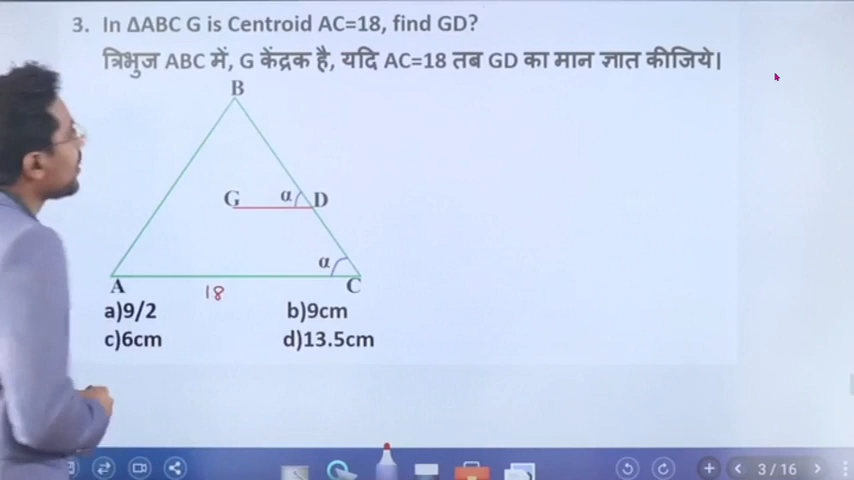 3. In ΔABC G is Centroid AC=18, find GD?
त्रिभुज ABC में, G केंद्रक है, यदि AC=18 तब GD का मान ज्ञात कीजिये।
B
G α D
α
A C
18
a)9/2 b)9cm
c)6cm d)13.5cm
3 / 16